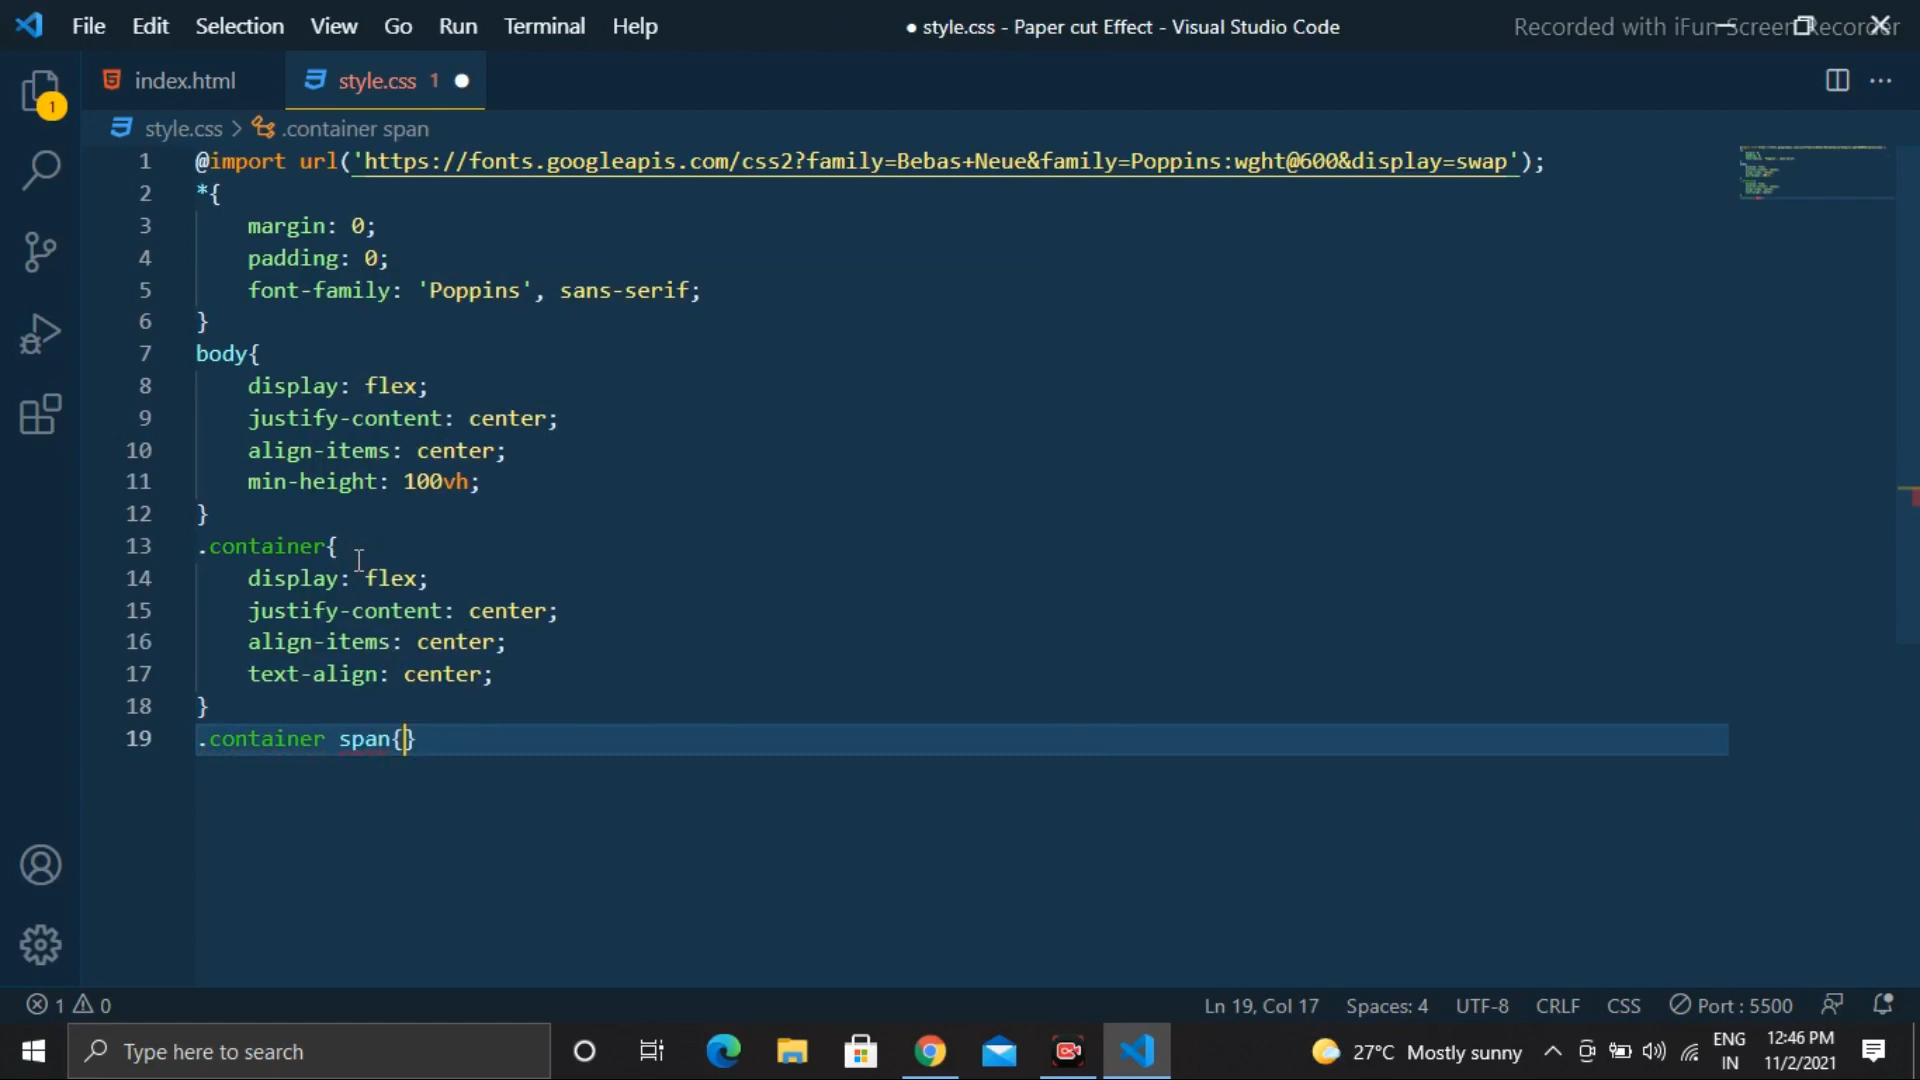 File Edit Selection View Go Run Terminal Help
● style.css - Paper cut Effect - Visual Studio Code
Recorded with iFun Screen Recorder
1
index.html
style.css 1 ●
style.css > .container span
1 @import url('https://fonts.googleapis.com/css2?family=Bebas+Neue&family=Poppins:wght@600&display=swap');
2 *{
3 margin: 0;
4 padding: 0;
5 font-family: 'Poppins', sans-serif;
6 }
7 body{
8 display: flex;
9 justify-content: center;
10 align-items: center;
11 min-height: 100vh;
12 }
13 .container{
14 display: flex;
15 justify-content: center;
16 align-items: center;
17 text-align: center;
18 }
19 .container span{}
1 0
Ln 19, Col 17 Spaces: 4 UTF-8 CRLF CSS Port : 5500
Type here to search
27°C Mostly sunny
ENG
IN
12:46 PM
11/2/2021